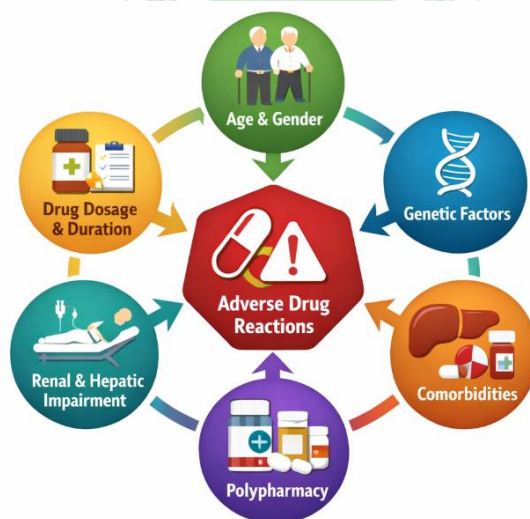 Age & Gender
Genetic Factors
Comorbidities
Polypharmacy
Renal & Hepatic
Impairment
Drug Dosage
& Duration
Adverse Drug
Reactions